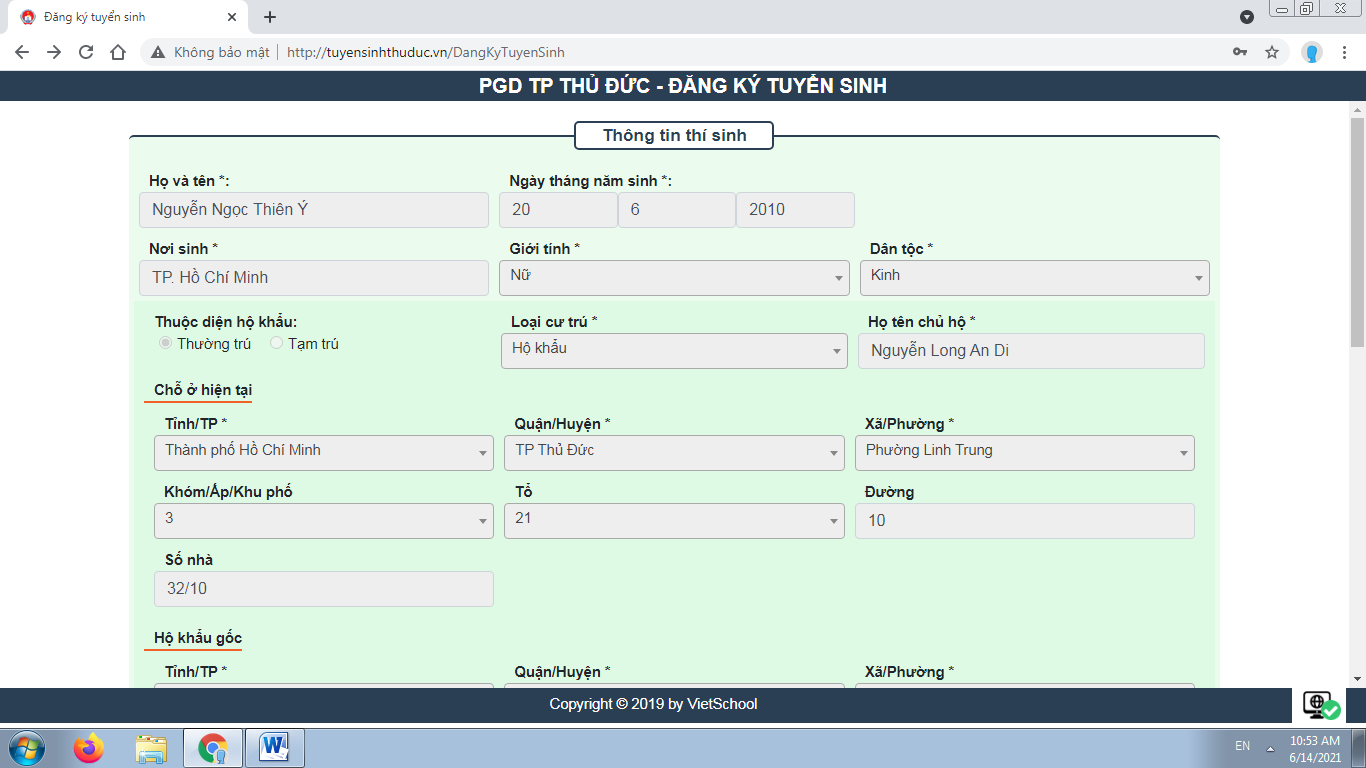 Đăng ký tuyển sinh
Không bảo mật | http://tuyensinhthuduc.vn/DangKyTuyenSinh
PGD TP THỦ ĐỨC - ĐĂNG KÝ TUYỂN SINH
Thông tin thí sinh
Họ và tên *: Ngày tháng năm sinh *:
Nguyễn Ngọc Thiên Ý 20 6 2010
Nơi sinh * Giới tính * Dân tộc *
TP. Hồ Chí Minh Nữ Kinh
Thuộc diện hộ khẩu: Loại cư trú * Họ tên chủ hộ *
Thường trú Tạm trú Hộ khẩu Nguyễn Long An Di
Chỗ ở hiện tại
Tỉnh/TP * Quận/Huyện * Xã/Phường *
Thành phố Hồ Chí Minh TP Thủ Đức Phường Linh Trung
Khóm/Ấp/Khu phố Tổ Đường
3 21 10
Số nhà
32/10
Hộ khẩu gốc
Tỉnh/TP * Quận/Huyện * Xã/Phường *
Copyright © 2019 by VietSchool
EN 10:53 AM
6/14/2021